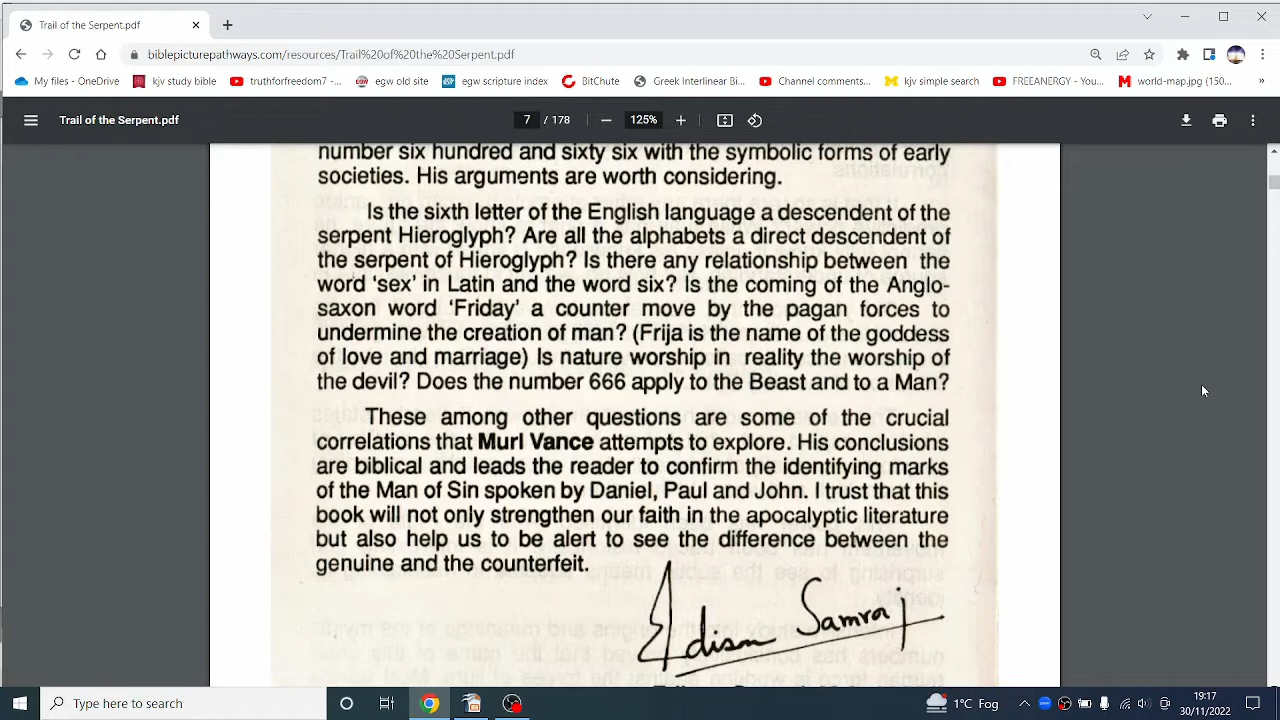 Trail of the Serpent.pdf
biblepicturepathways.com/resources/Trail%20of%20the%20Serpent.pdf
My files - OneDrive
kjv study bible
truthforfreedom7 -...
egw old site
egw scripture index
BitChute
Greek Interlinear Bi...
Channel comments...
kjv simple search
FREEANERGY - You...
world-map.jpg (150...
Trail of the Serpent.pdf
7 / 178
125%
number six hundred and sixty six with the symbolic forms of early
societies. His arguments are worth considering.
Is the sixth letter of the English language a descendent of the
serpent Hieroglyph? Are all the alphabets a direct descendent of
the serpent of Hieroglyph? Is there any relationship between the
word 'sex' in Latin and the word six? Is the coming of the Anglo-
saxon word 'Friday' a counter move by the pagan forces to
undermine the creation of man? (Frija is the name of the goddess
of love and marriage) Is nature worship in reality the worship of
the devil? Does the number 666 apply to the Beast and to a Man?
These among other questions are some of the crucial
correlations that Murl Vance attempts to explore. His conclusions
are biblical and leads the reader to confirm the identifying marks
of the Man of Sin spoken by Daniel, Paul and John. I trust that this
book will not only strengthen our faith in the apocalyptic literature
but also help us to be alert to see the difference between the
genuine and the counterfeit.
Edison Samraj
Type here to search
1°C Fog
19:17
30/11/2022